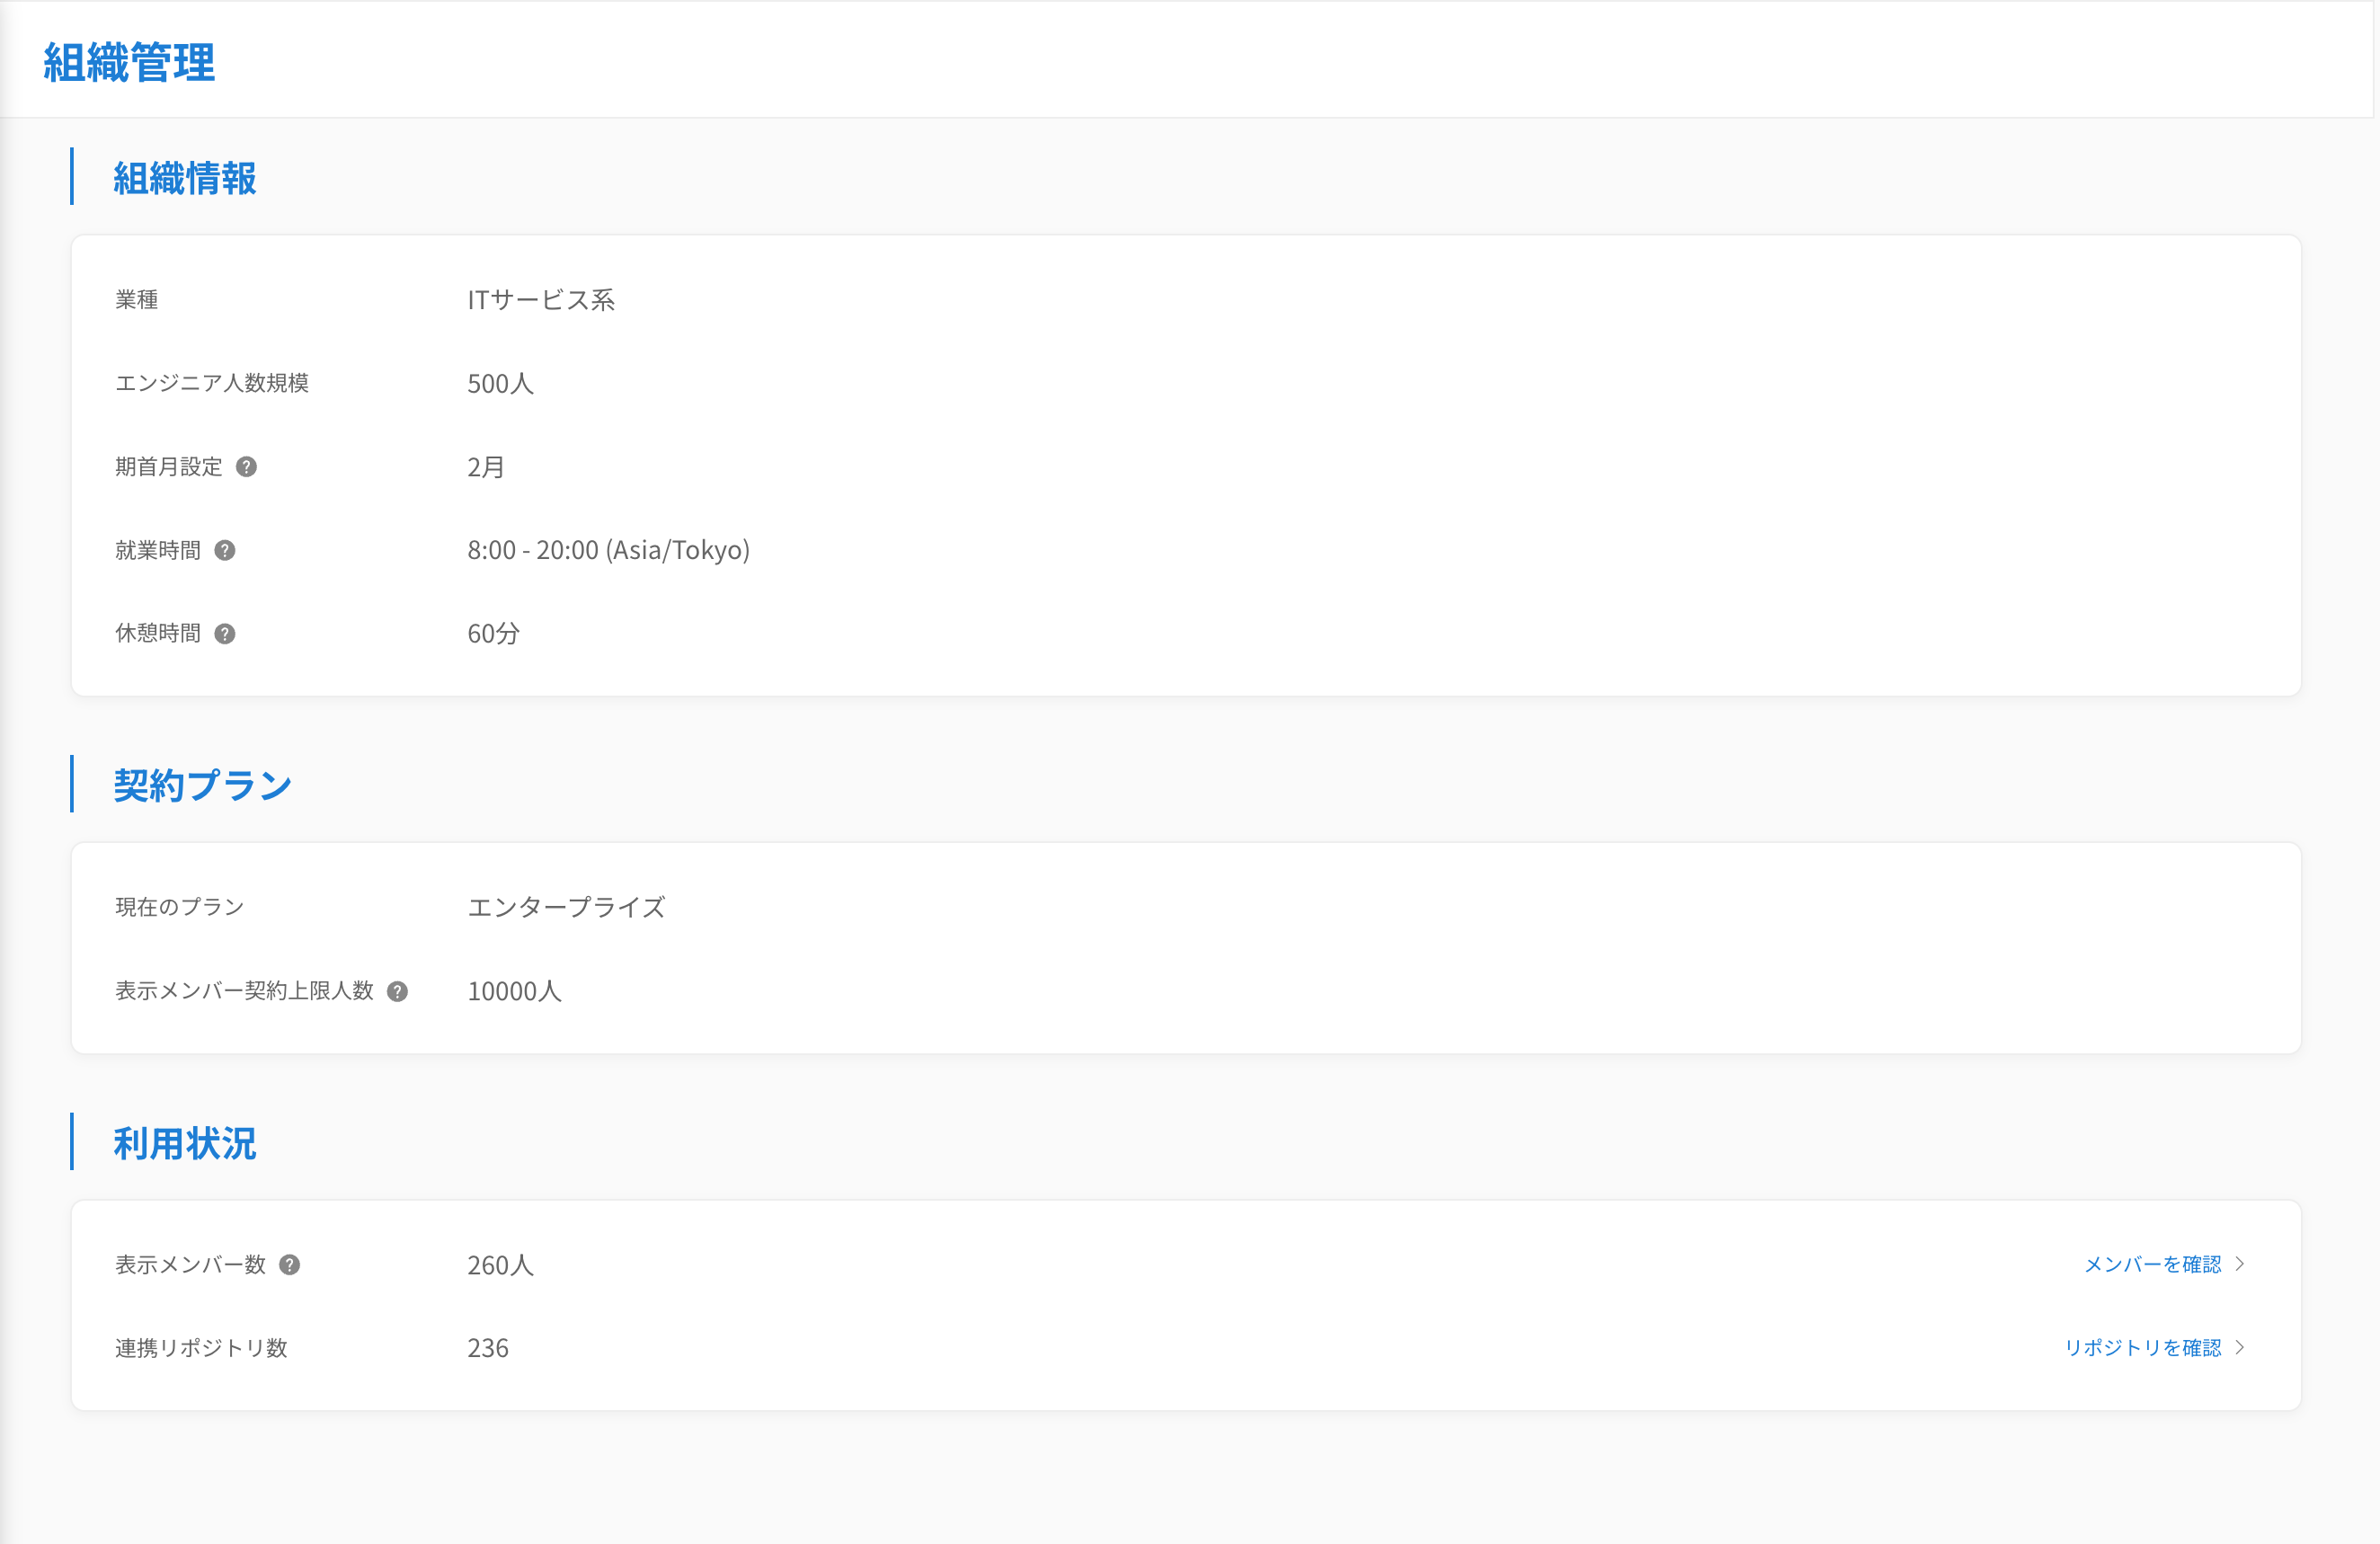 組織管理
組織情報
業種 ITサービス系
エンジニア人数規模 500人
期首月設定 ? 2月
就業時間 ? 8:00 - 20:00 (Asia/Tokyo)
休憩時間 ? 60分
契約プラン
現在のプラン エンタープライズ
表示メンバー契約上限人数 ? 10000人
利用状況
表示メンバー数 ? 260人 メンバーを確認
連携リポジトリ数 236 リポジトリを確認